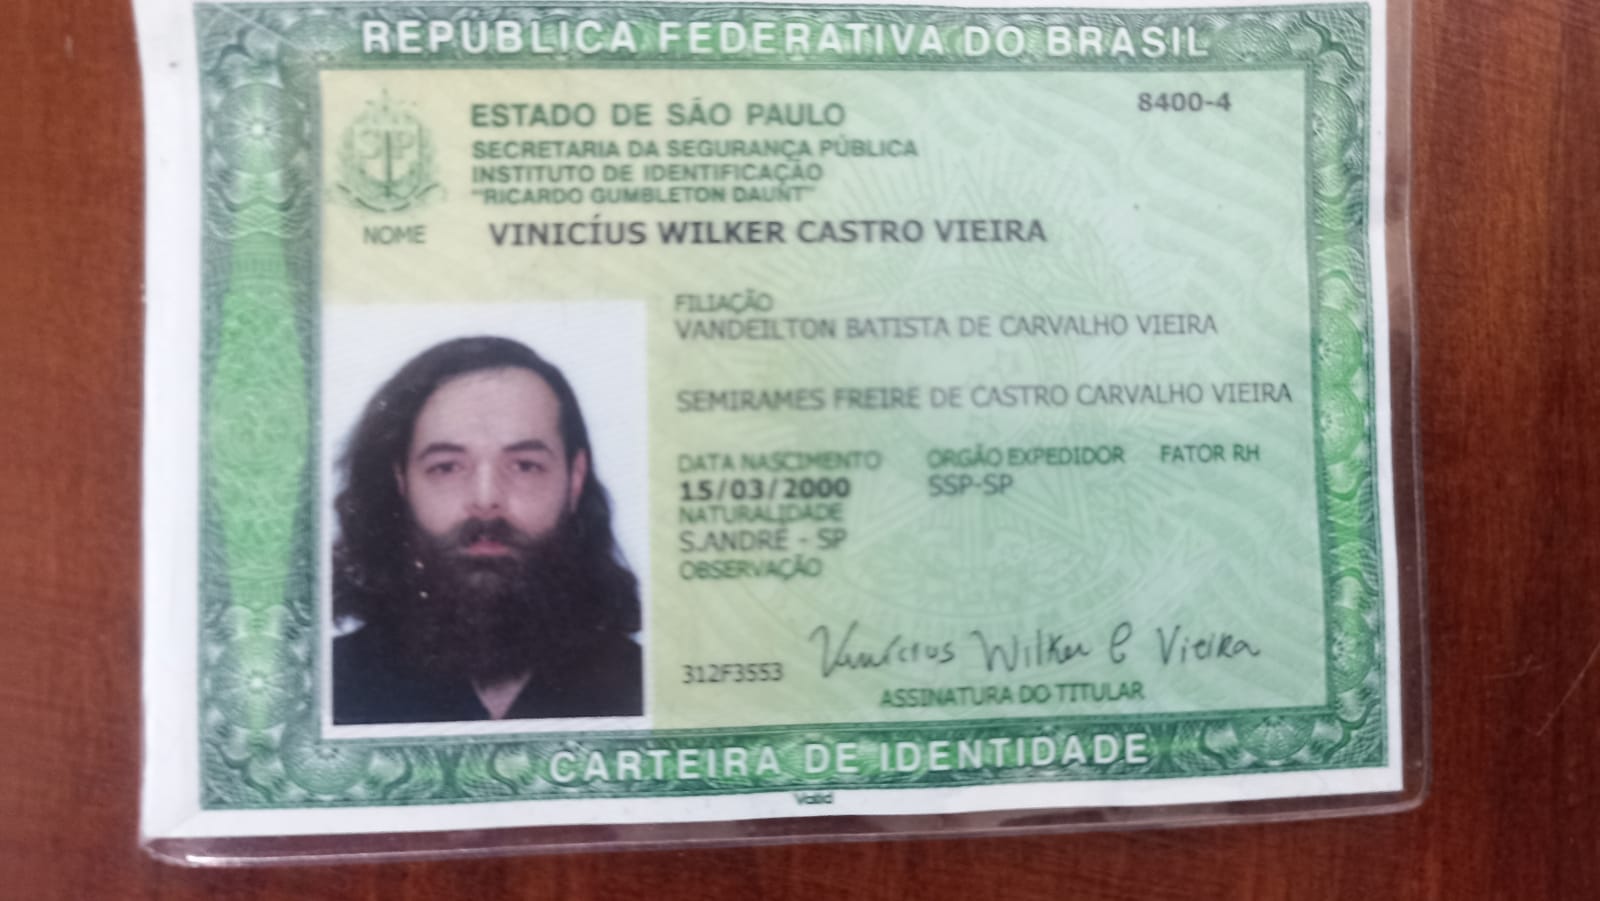 REPÚBLICA FEDERATIVA DO BRASIL
8400-4
ESTADO DE SÃO PAULO
SECRETARIA DA SEGURANÇA PÚBLICA
INSTITUTO DE IDENTIFICAÇÃO
"RICARDO GUMBLETON DAUNT"
NOME VINICÍUS WILKER CASTRO VIEIRA
FILIAÇÃO
VANDEILTON BATISTA DE CARVALHO VIEIRA
SEMIRAMES FREIRE DE CASTRO CARVALHO VIEIRA
DATA NASCIMENTO ORGÃO EXPEDIDOR FATOR RH
15/03/2000 SSP-SP
NATURALIDADE
S.ANDRÉ - SP
OBSERVAÇÃO
312F3553 Vinícius Wilker C Vieira
ASSINATURA DO TITULAR
CARTEIRA DE IDENTIDADE
Valid